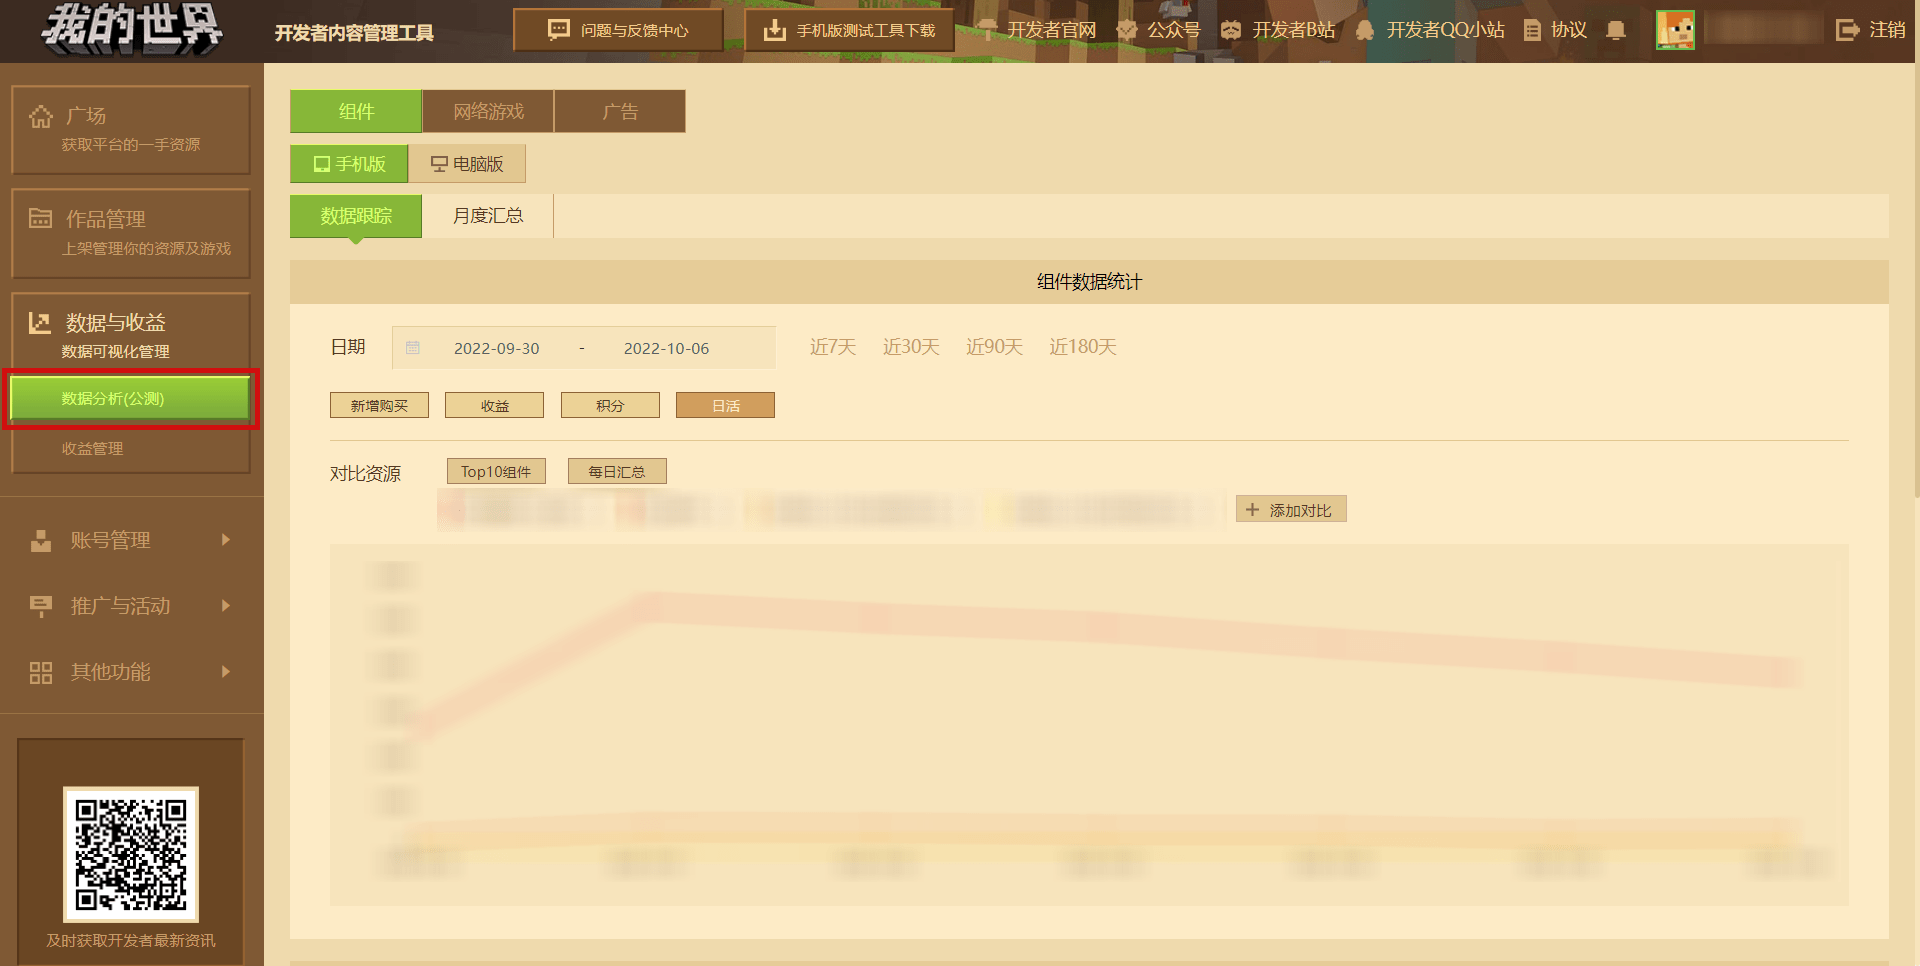 我的世界
开发者内容管理工具
问题与反馈中心
手机版测试工具下载
开发者官网
公众号
开发者B站
开发者QQ小站
协议
注销
广场
获取平台的一手资源
作品管理
上架管理你的资源及游戏
数据与收益
数据可视化管理
数据分析(公测)
收益管理
账号管理
推广与活动
其他功能
及时获取开发者最新资讯
组件
网络游戏
广告
手机版
电脑版
数据跟踪
月度汇总
组件数据统计
日期
2022-09-30 - 2022-10-06
近7天
近30天
近90天
近180天
新增购买
收益
积分
日活
对比资源
Top10组件
每日汇总
添加对比